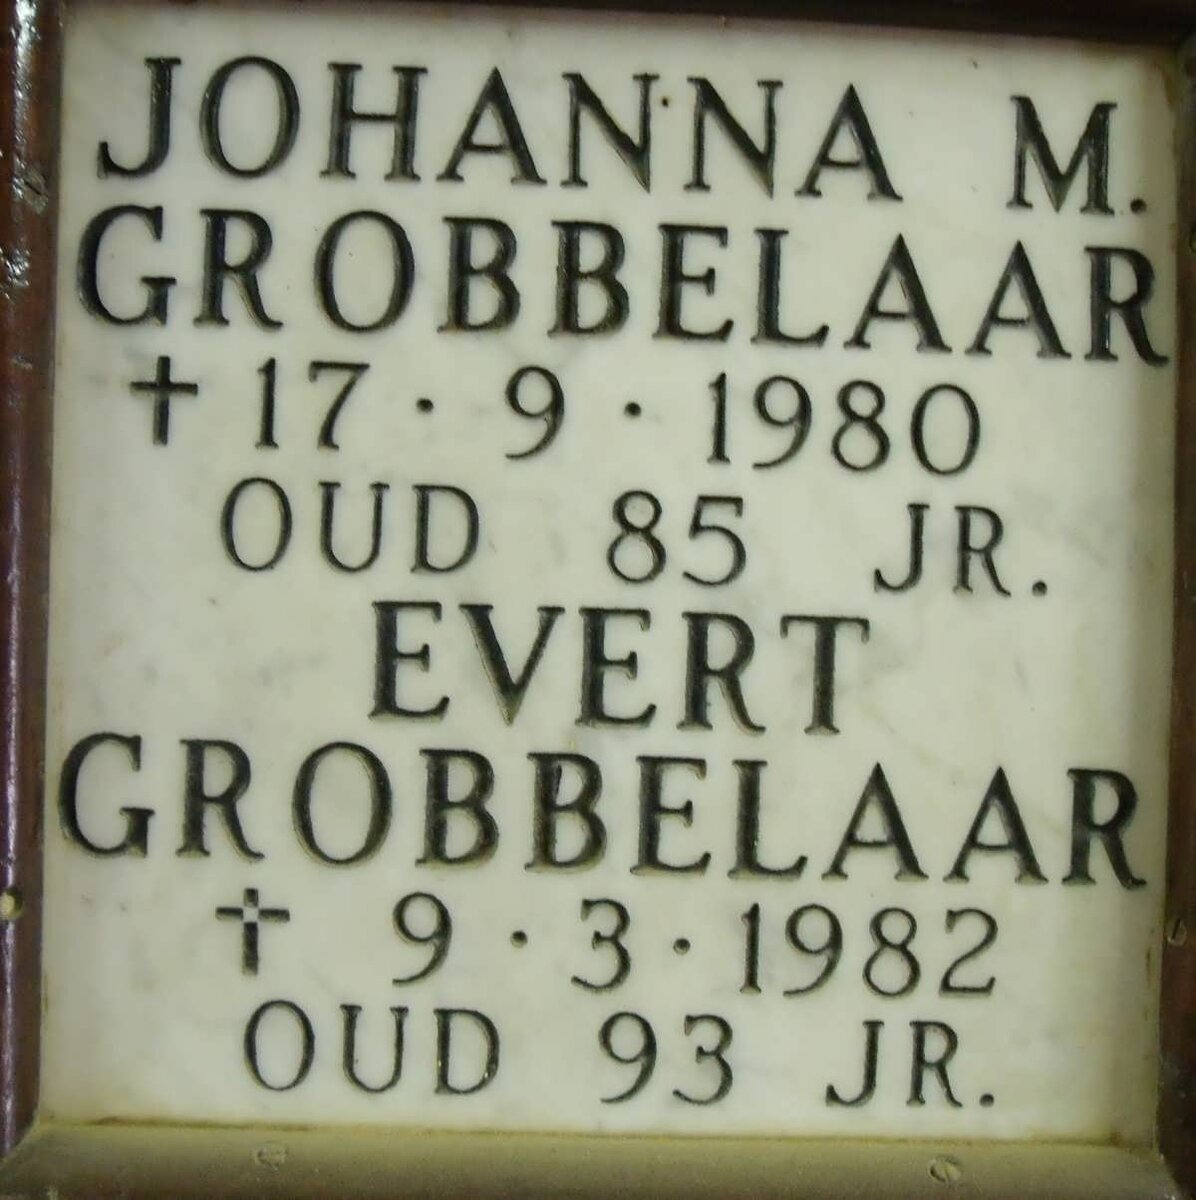 JOHANNA M.
GROBBELAAR
† 17 · 9 · 1980
OUD 85 JR.
EVERT
GROBBELAAR
† 9 · 3 · 1982
OUD 93 JR.